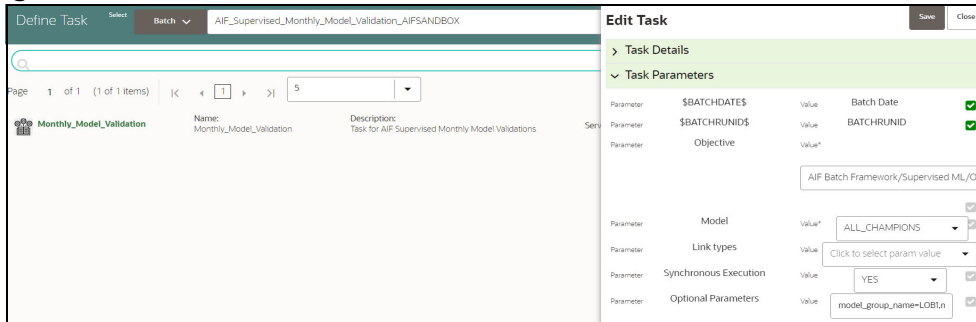 Define Task Select Batch AIF_Supervised_Monthly_Model_Validation_AIFSANDBOX
Page 1 of 1 (1 of 1 items) 1 5
Monthly_Model_Validation
Name:
Monthly_Model_Validation
Description:
Task for AIF Supervised Monthly Model Validations
Edit Task Save Close
Task Details
Task Parameters
Parameter $BATCHDATE$ Value Batch Date
Parameter $BATCHRUNID$ Value BATCHRUNID
Parameter Objective Value*
AIF Batch Framework/Supervised ML/O
Parameter Model Value* ALL_CHAMPIONS
Parameter Link types Value Click to select param value
Parameter Synchronous Execution Value YES
Parameter Optional Parameters Value model_group_name=LOB1,n